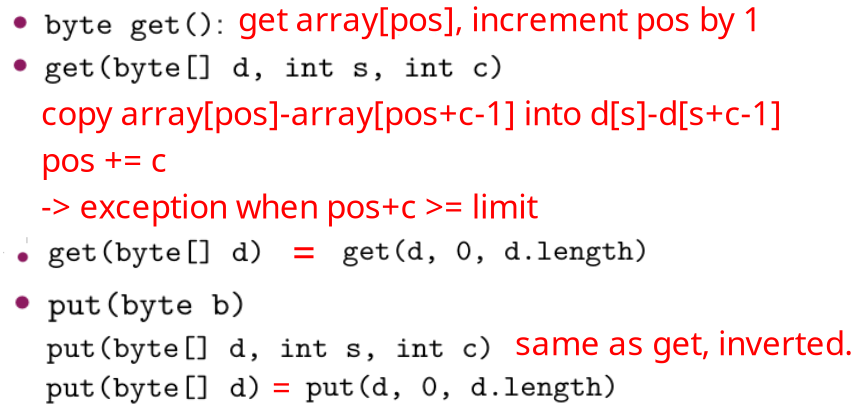 • byte get(): get array[pos], increment pos by 1
• get(byte[] d, int s, int c)
copy array[pos]-array[pos+c-1] into d[s]-d[s+c-1]
pos += c
-> exception when pos+c >= limit
• get(byte[] d) = get(d, 0, d.length)
• put(byte b)
put(byte[] d, int s, int c) same as get, inverted.
put(byte[] d) = put(d, 0, d.length)